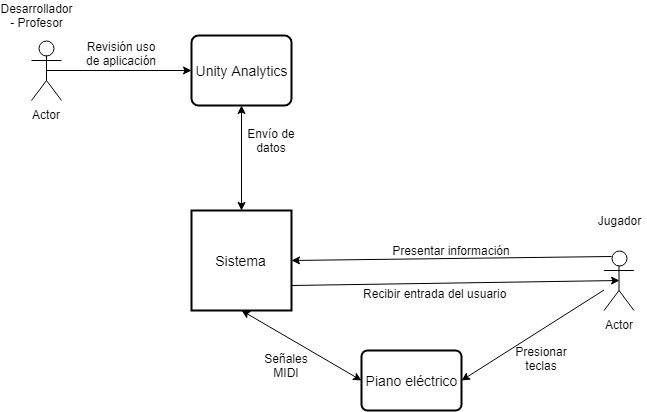 Desarrollador
- Profesor
Revisión uso
de aplicación
Unity Analytics
Actor
Envío de
datos
Sistema
Jugador
Presentar información
Recibir entrada del usuario
Actor
Señales
MIDI
Presionar
teclas
Piano eléctrico